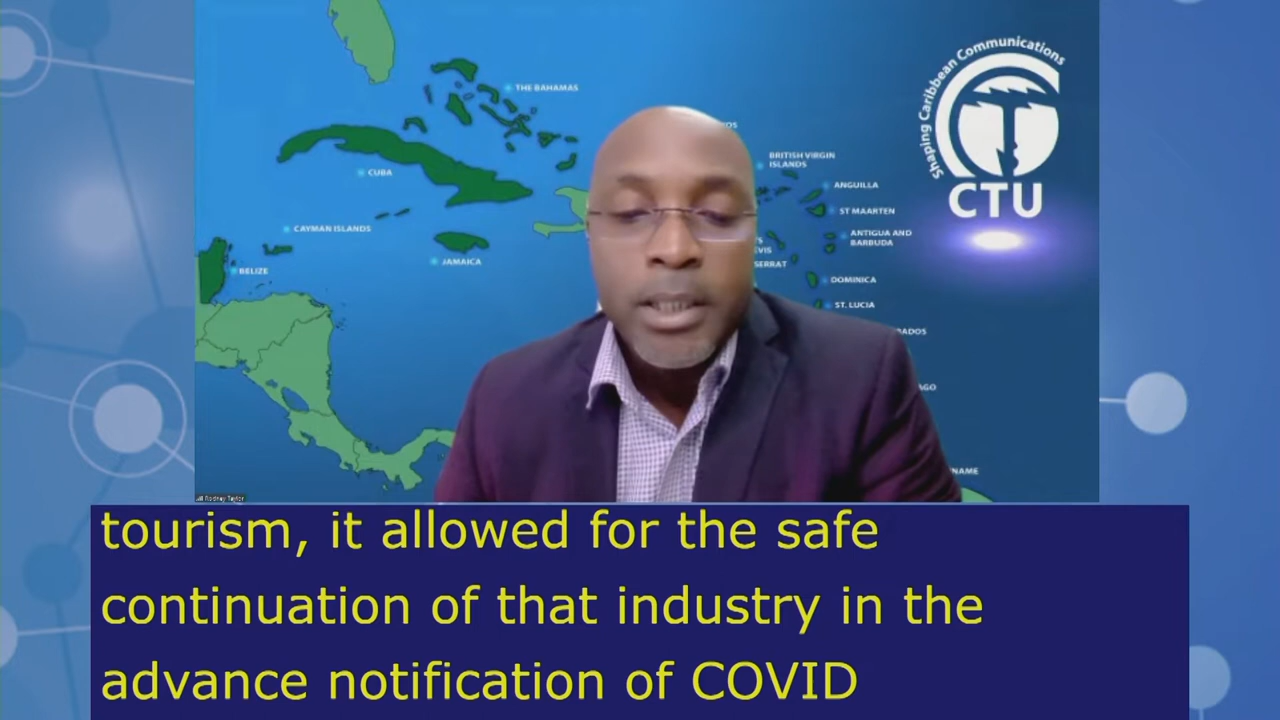 Shaping Caribbean Communications
CTU
THE BAHAMAS
CUBA
CAYMAN ISLANDS
JAMAICA
BELIZE
BRITISH VIRGIN
ISLANDS
ANGUILLA
ST MAARTEN
ANTIGUA AND
BARBUDA
DOMINICA
ST. LUCIA
Rodney Taylor
tourism, it allowed for the safe
continuation of that industry in the
advance notification of COVID